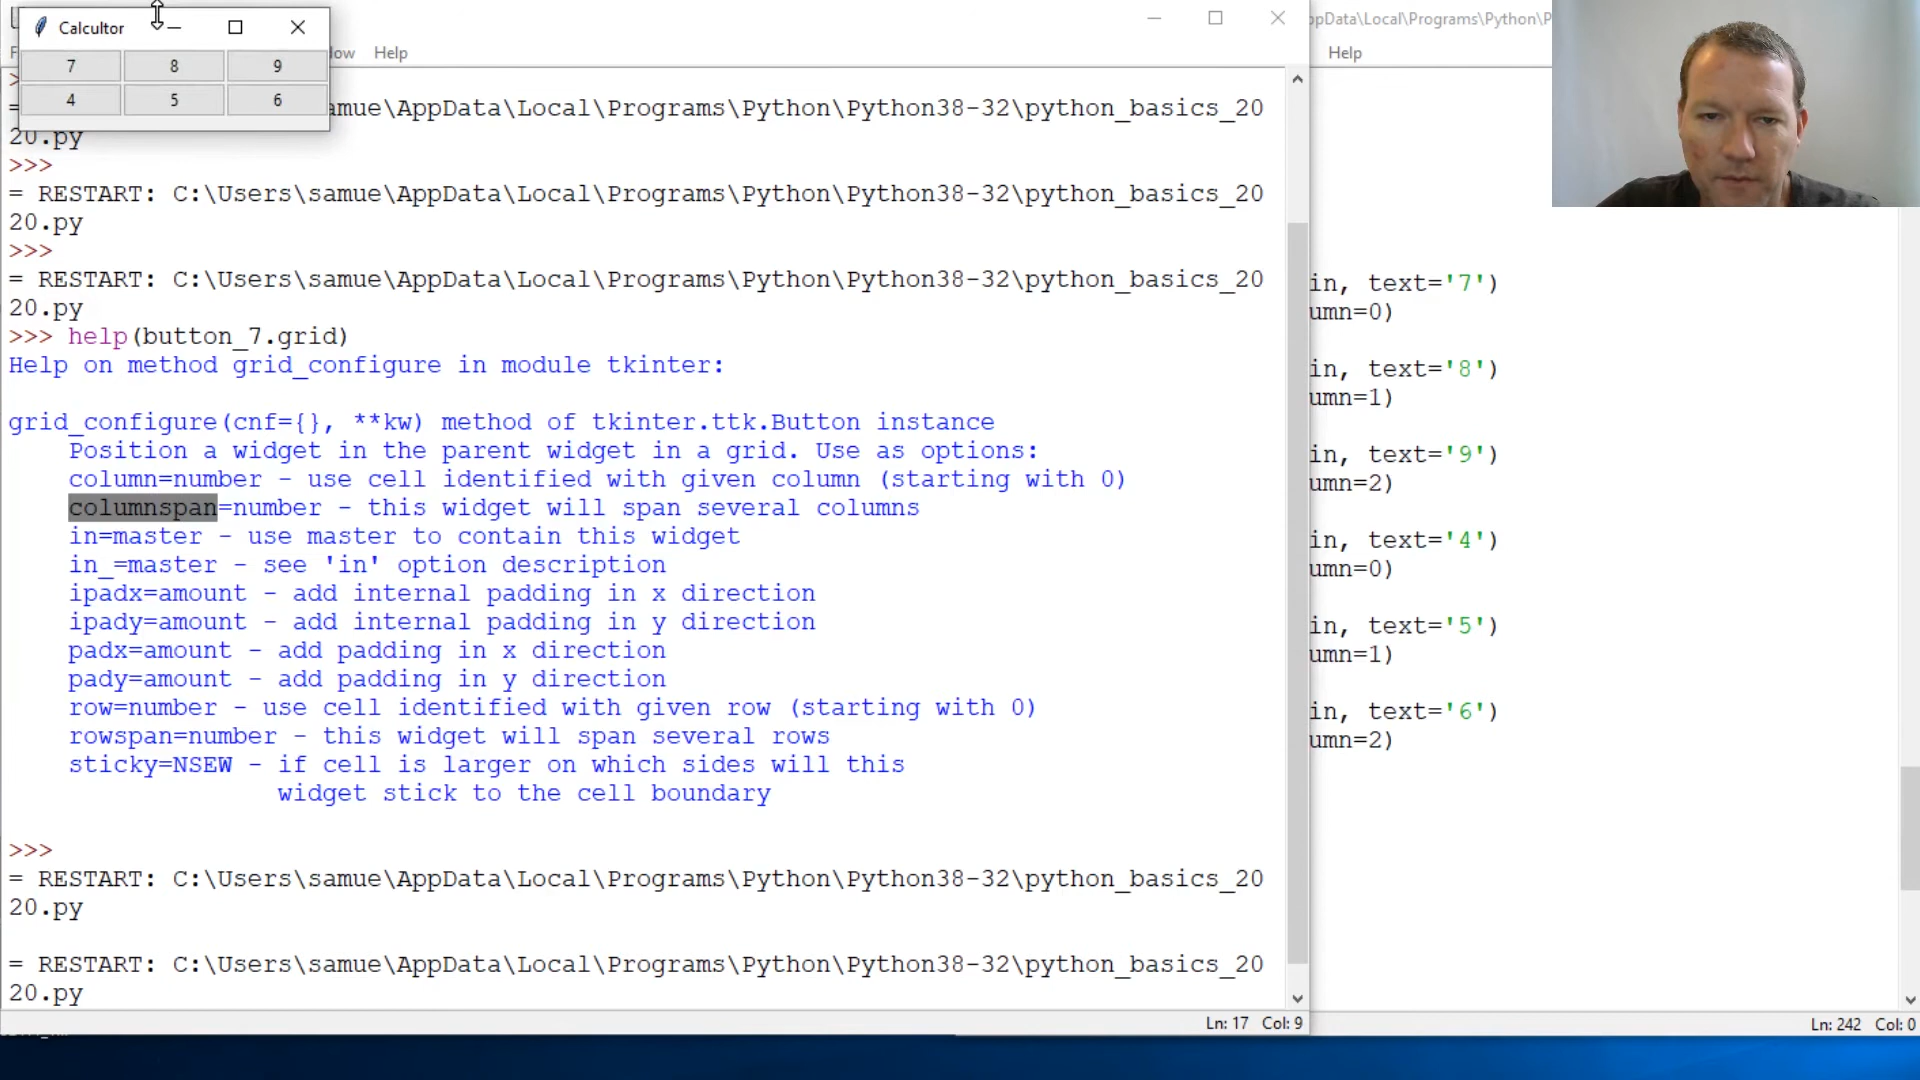 Calcultor
7 8 9
4 5 6
low Help
pData\Local\Programs\Python\P
Help
amue\AppData\Local\Programs\Python\Python38-32\python_basics_20
20.py
>>>
= RESTART: C:\Users\samue\AppData\Local\Programs\Python\Python38-32\python_basics_20
20.py
>>>
= RESTART: C:\Users\samue\AppData\Local\Programs\Python\Python38-32\python_basics_20
20.py
>>> help(button_7.grid)
Help on method grid_configure in module tkinter:
grid_configure(cnf={}, **kw) method of tkinter.ttk.Button instance
Position a widget in the parent widget in a grid. Use as options:
column=number - use cell identified with given column (starting with 0)
columnspan=number - this widget will span several columns
in=master - use master to contain this widget
in_=master - see 'in' option description
ipadx=amount - add internal padding in x direction
ipady=amount - add internal padding in y direction
padx=amount - add padding in x direction
pady=amount - add padding in y direction
row=number - use cell identified with given row (starting with 0)
rowspan=number - this widget will span several rows
sticky=NSEW - if cell is larger on which sides will this
widget stick to the cell boundary
>>>
= RESTART: C:\Users\samue\AppData\Local\Programs\Python\Python38-32\python_basics_20
20.py
= RESTART: C:\Users\samue\AppData\Local\Programs\Python\Python38-32\python_basics_20
20.py
Ln: 17 Col: 9
in, text='7')
umn=0)
in, text='8')
umn=1)
in, text='9')
umn=2)
in, text='4')
umn=0)
in, text='5')
umn=1)
in, text='6')
umn=2)
Ln: 242 Col: 0